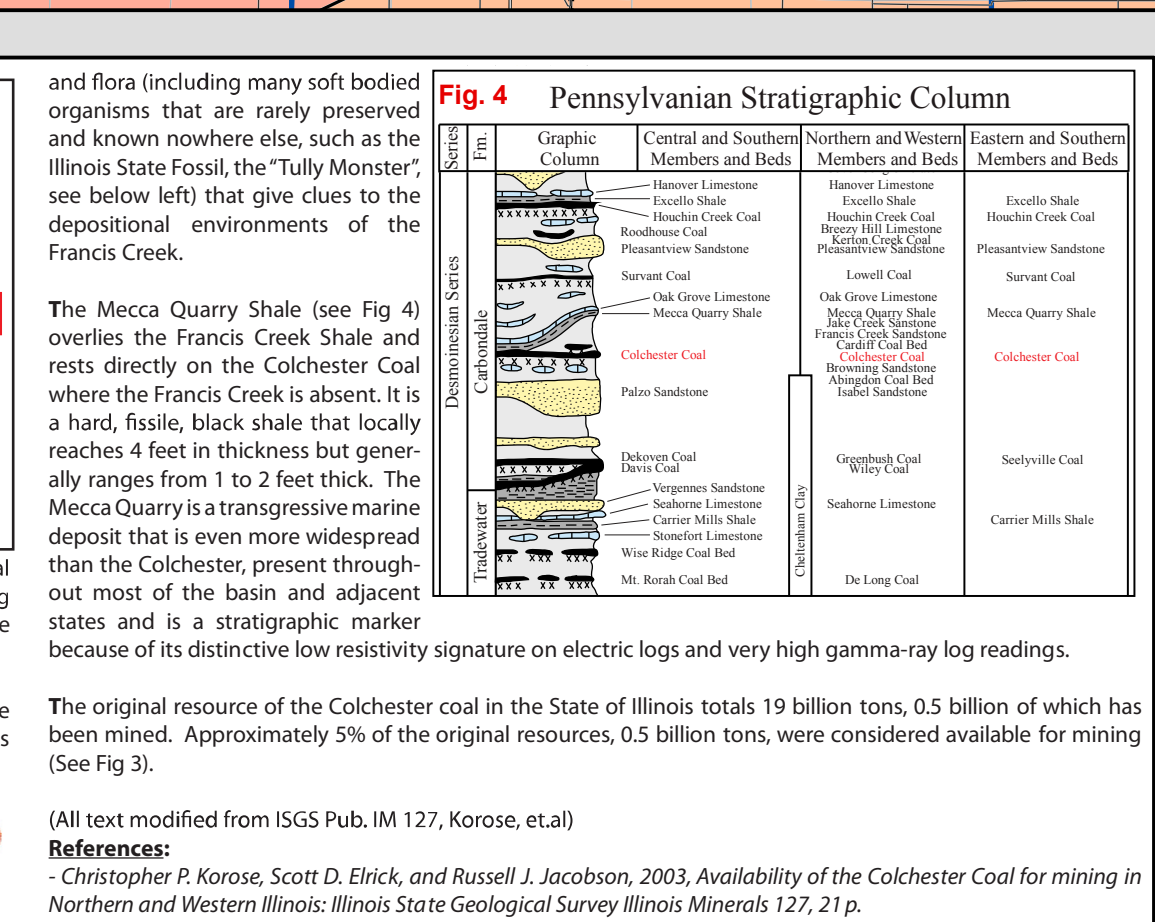 and flora (including many soft bodied
organisms that are rarely preserved
and known nowhere else, such as the
Illinois State Fossil, the “Tully Monster”,
see below left) that give clues to the
depositional environments of the
Francis Creek.
The Mecca Quarry Shale (see Fig 4)
overlies the Francis Creek Shale and
rests directly on the Colchester Coal
where the Francis Creek is absent. It is
a hard, fissile, black shale that locally
reaches 4 feet in thickness but gener-
ally ranges from 1 to 2 feet thick. The
Mecca Quarry is a transgressive marine
deposit that is even more widespread
than the Colchester, present through-
out most of the basin and adjacent
states and is a stratigraphic marker
because of its distinctive low resistivity signature on electric logs and very high gamma-ray log readings.
Fig. 4
Pennsylvanian Stratigraphic Column
Series
Fm.
Graphic
Column
Central and Southern
Members and Beds
Northern and Western
Members and Beds
Eastern and Southern
Members and Beds
Desmoinesian Series
Carbondale
Tradewater
Hanover Limestone
Excello Shale
Houchin Creek Coal
Roodhouse Coal
Pleasantview Sandstone
Survant Coal
Oak Grove Limestone
Mecca Quarry Shale
Colchester Coal
Palzo Sandstone
Dekoven Coal
Davis Coal
Vergennes Sandstone
Seahorne Limestone
Carrier Mills Shale
Stonefort Limestone
Wise Ridge Coal Bed
Mt. Rorah Coal Bed
Cheltenham Clay
Hanover Limestone
Excello Shale
Houchin Creek Coal
Breezy Hill Limestone
Kerton Creek Coal
Pleasantview Sandstone
Lowell Coal
Oak Grove Limestone
Mecca Quarry Shale
Jake Creek Sanstone
Francis Creek Sandstone
Cardiff Coal Bed
Colchester Coal
Browning Sandstone
Abingdon Coal Bed
Isabel Sandstone
Greenbush Coal
Wiley Coal
Seahorne Limestone
De Long Coal
Excello Shale
Houchin Creek Coal
Pleasantview Sandstone
Survant Coal
Mecca Quarry Shale
Colchester Coal
Seelyville Coal
Carrier Mills Shale
The original resource of the Colchester coal in the State of Illinois totals 19 billion tons, 0.5 billion of which has
been mined. Approximately 5% of the original resources, 0.5 billion tons, were considered available for mining
(See Fig 3).
(All text modified from ISGS Pub. IM 127, Korose, et.al)
References:
- Christopher P. Korose, Scott D. Elrick, and Russell J. Jacobson, 2003, Availability of the Colchester Coal for mining in
Northern and Western Illinois: Illinois State Geological Survey Illinois Minerals 127, 21 p.